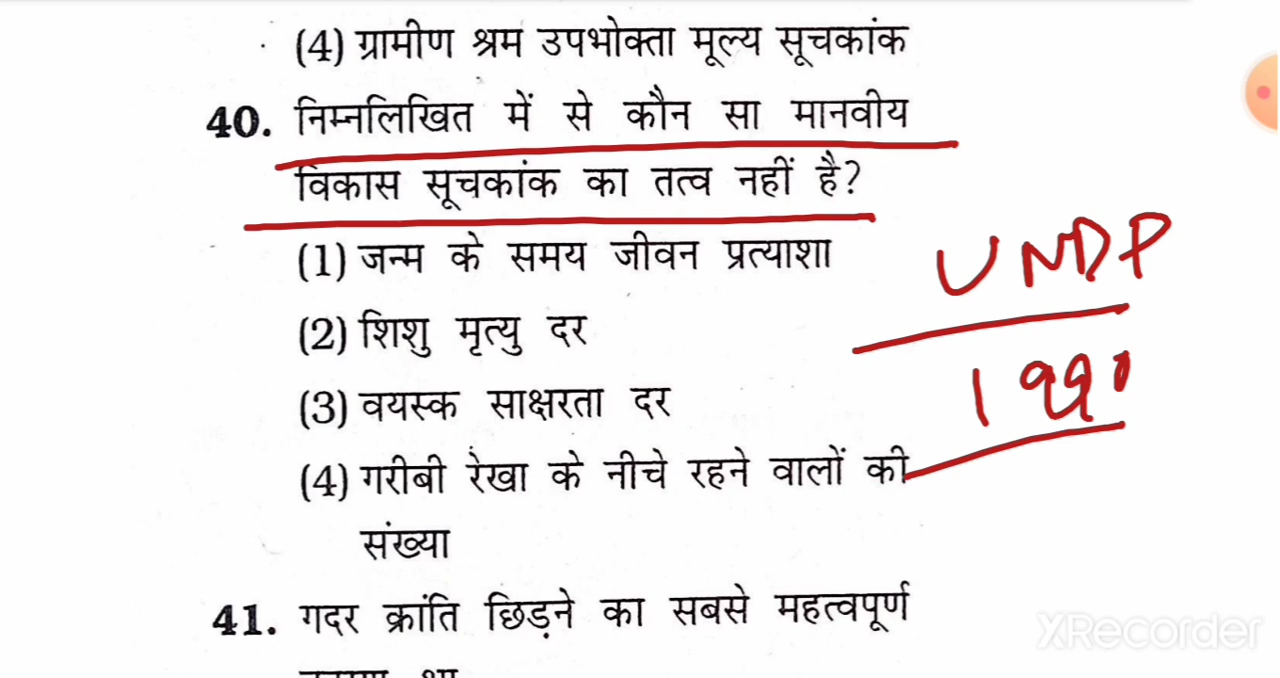 (4) ग्रामीण श्रम उपभोक्ता मूल्य सूचकांक
40. निम्नलिखित में से कौन सा मानवीय
विकास सूचकांक का तत्व नहीं है?
(1) जन्म के समय जीवन प्रत्याशा
(2) शिशु मृत्यु दर
(3) वयस्क साक्षरता दर
(4) गरीबी रेखा के नीचे रहने वालों की
संख्या
UNDP
1990
41. गदर क्रांति छिड़ने का सबसे महत्वपूर्ण
XRecorder